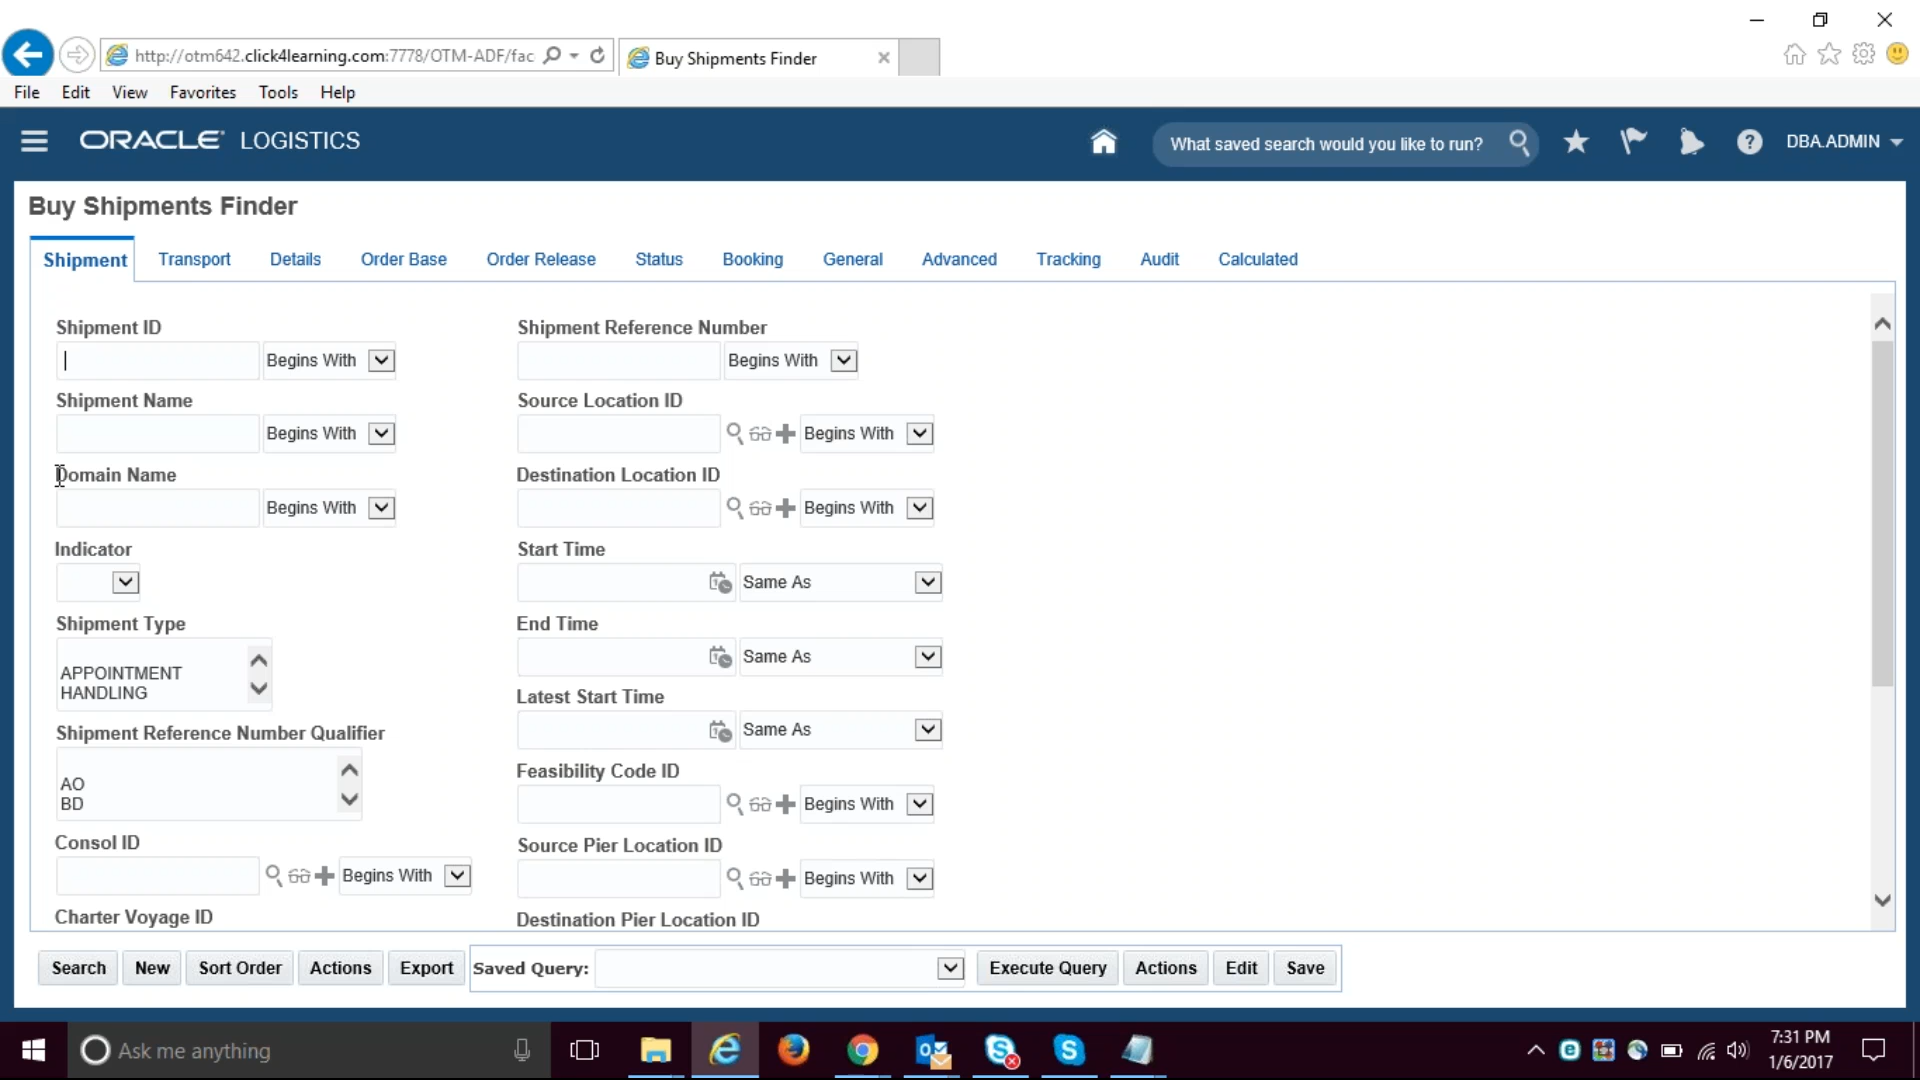 http://otm642.click4learning.com:7778/OTM-ADF/fac
Buy Shipments Finder
File Edit View Favorites Tools Help
ORACLE LOGISTICS
What saved search would you like to run?
DBA.ADMIN
Buy Shipments Finder
Shipment Transport Details Order Base Order Release Status Booking General Advanced Tracking Audit Calculated
Shipment ID
Begins With
Shipment Name
Begins With
Domain Name
Begins With
Indicator
Shipment Type
APPOINTMENT
HANDLING
Shipment Reference Number Qualifier
AO
BD
Consol ID
Begins With
Charter Voyage ID
Shipment Reference Number
Begins With
Source Location ID
Begins With
Destination Location ID
Begins With
Start Time
Same As
End Time
Same As
Latest Start Time
Same As
Feasibility Code ID
Begins With
Source Pier Location ID
Begins With
Destination Pier Location ID
Search New Sort Order Actions Export Saved Query: Execute Query Actions Edit Save
Ask me anything
7:31 PM
1/6/2017